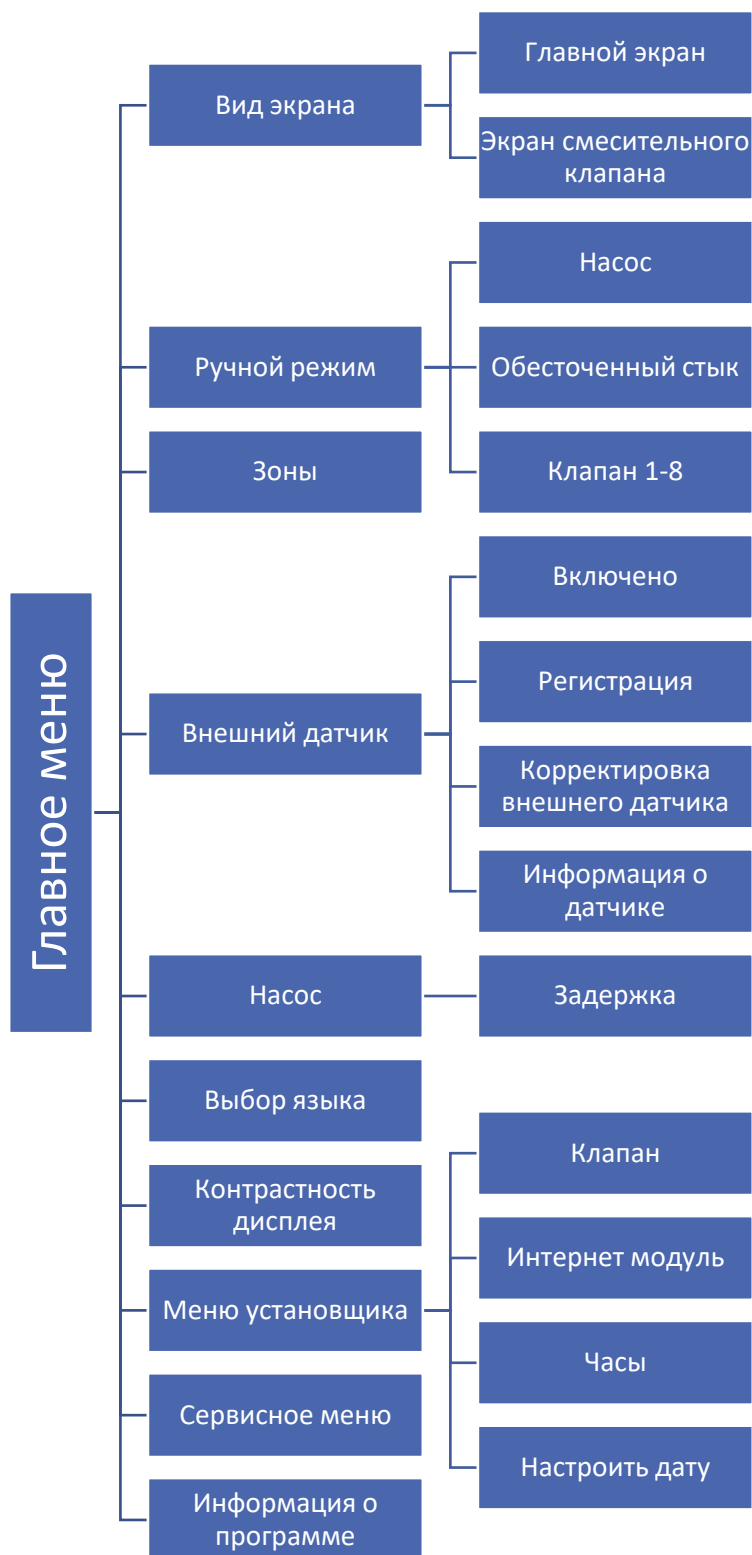 Главное меню
Вид экрана
Главной экран
Экран смесительного
клапана
Ручной режим
Насос
Обесточенный стык
Клапан 1-8
Зоны
Внешний датчик
Включено
Регистрация
Корректировка
внешнего датчика
Информация о
датчике
Насос
Задержка
Выбор языка
Контрастность
дисплея
Меню установщика
Клапан
Интернет модуль
Часы
Настроить дату
Сервисное меню
Информация о
программе